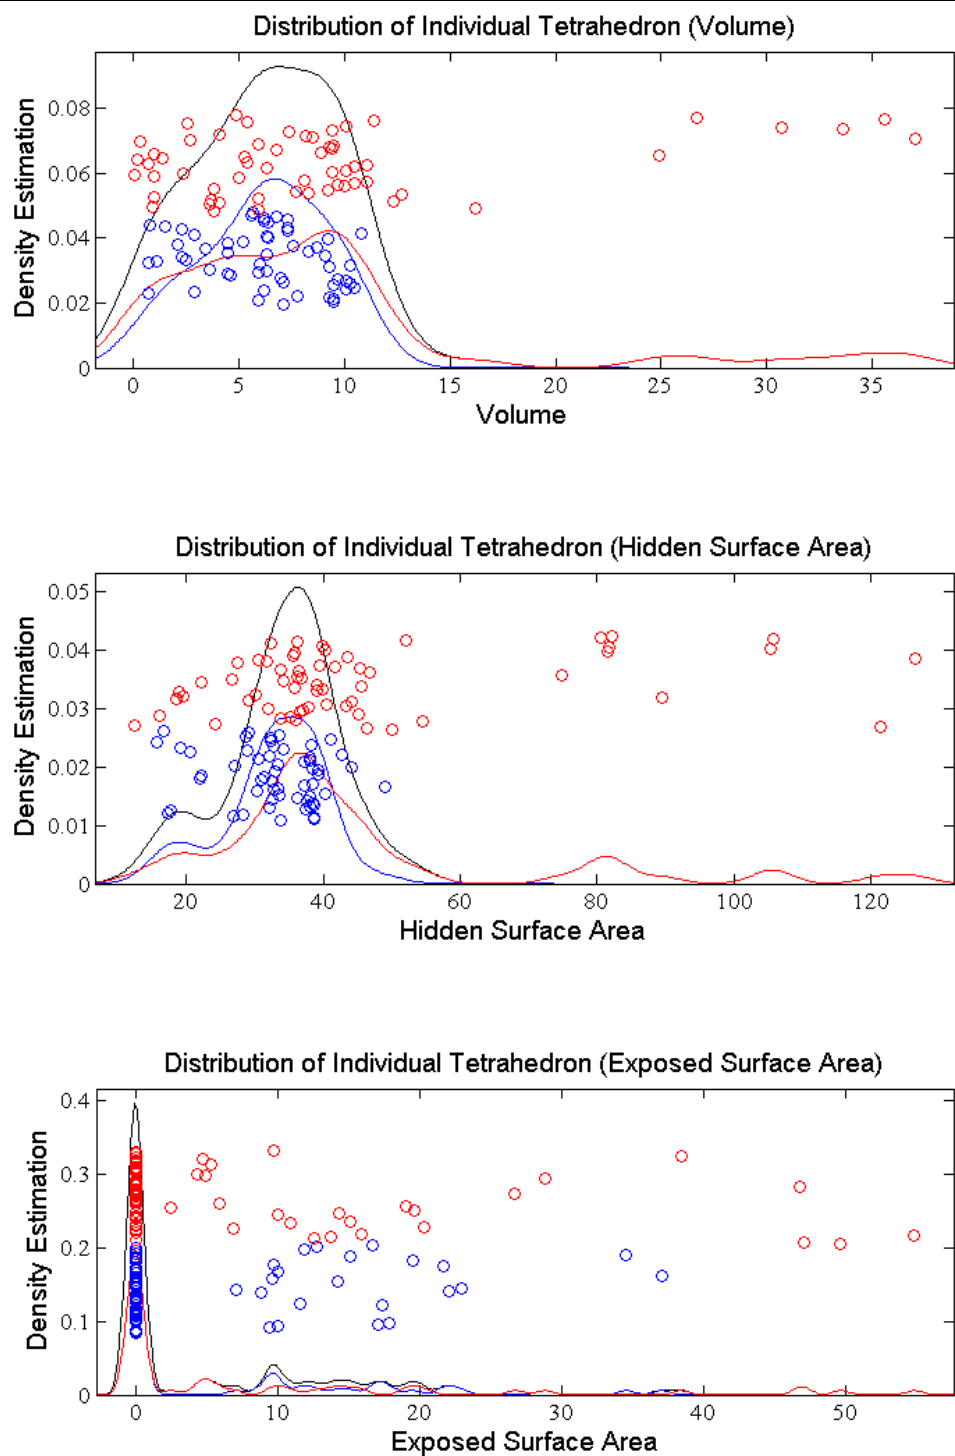 Distribution of Individual Tetrahedron (Volume)
Density Estimation
0.08
0.06
0.04
0.02
0
0 5 10 15 20 25 30 35
Volume
Distribution of Individual Tetrahedron (Hidden Surface Area)
Density Estimation
0.05
0.04
0.03
0.02
0.01
0
20 40 60 80 100 120
Hidden Surface Area
Distribution of Individual Tetrahedron (Exposed Surface Area)
Density Estimation
0.4
0.3
0.2
0.1
0
0 10 20 30 40 50
Exposed Surface Area